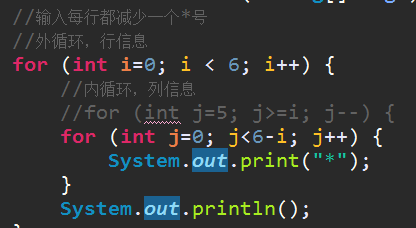 //输入每行都减少一个*号
//外循环，行信息
for (int i=0; i < 6; i++) {
//内循环，列信息
//for (int j=5; j>=i; j--) {
for (int j=0; j<6-i; j++) {
System.out.print("*");
}
System.out.println();